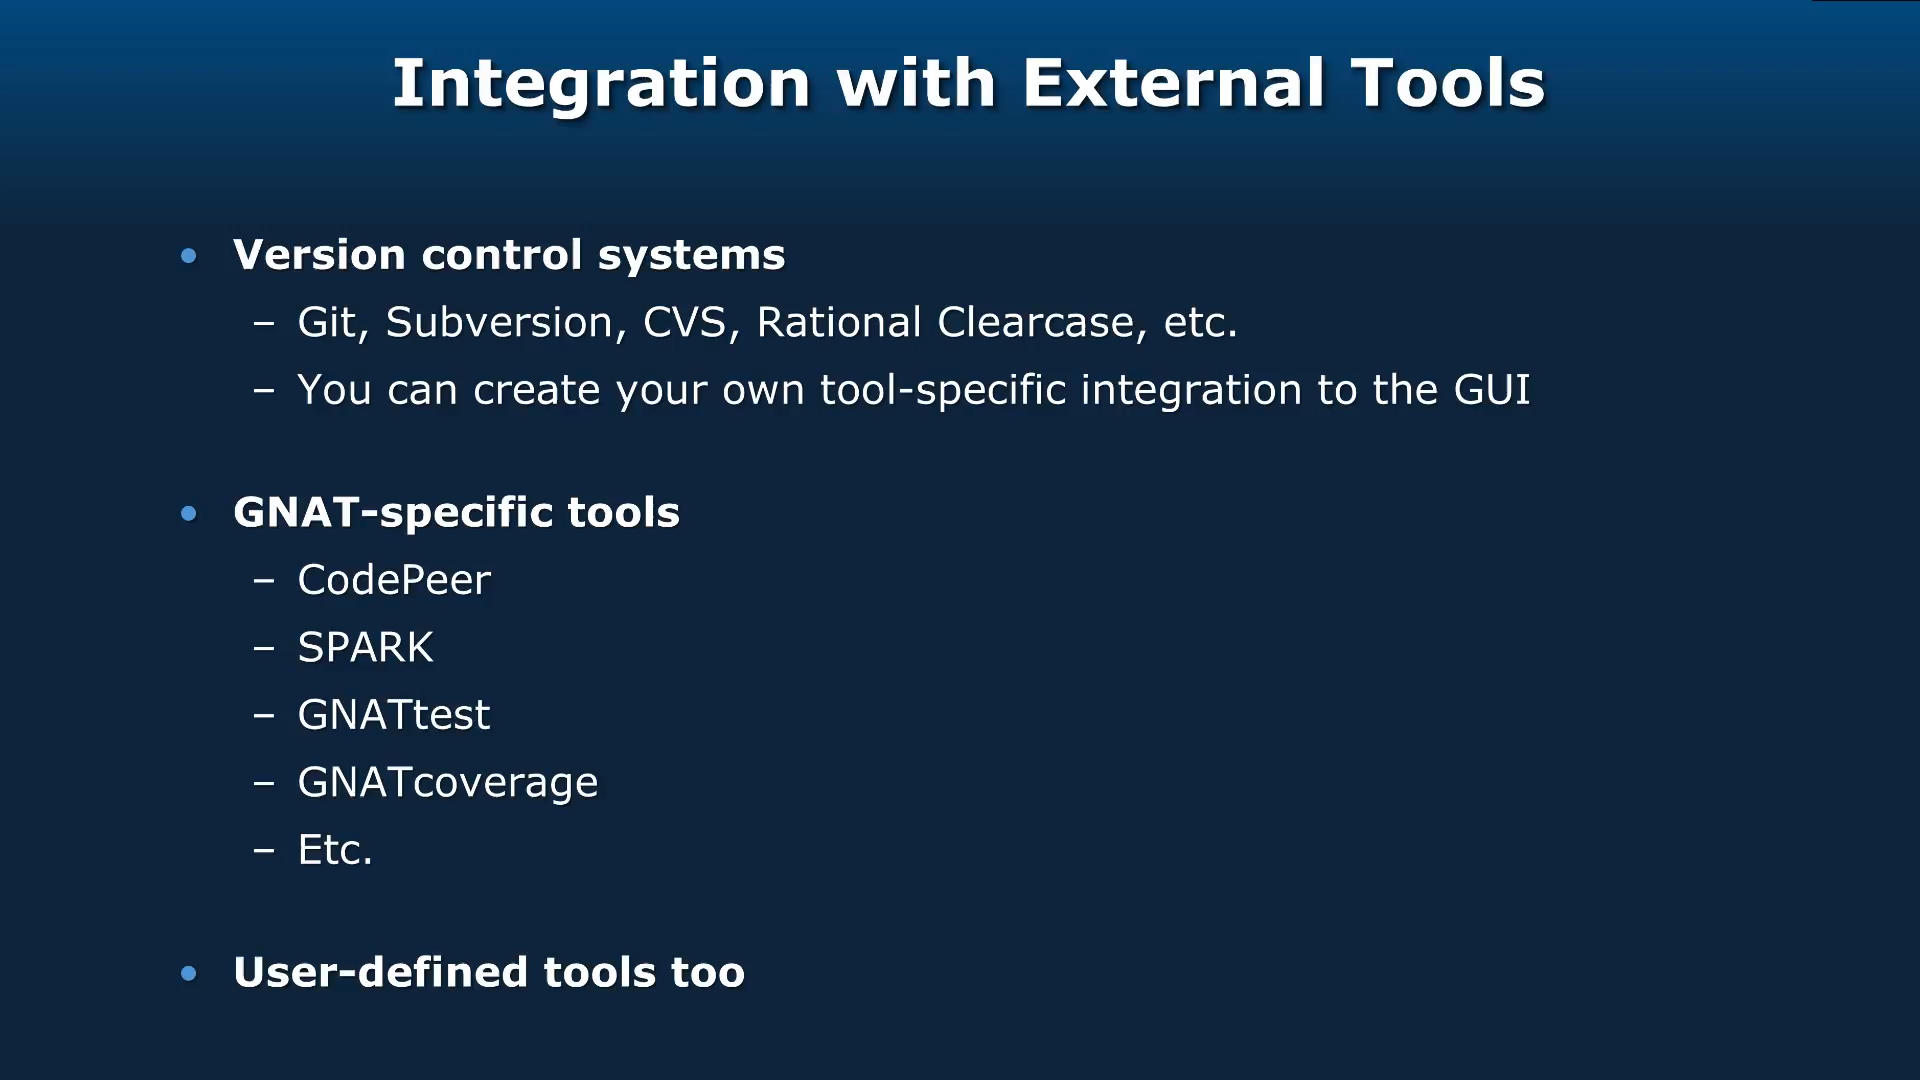 Integration with External Tools
• Version control systems
– Git, Subversion, CVS, Rational Clearcase, etc.
– You can create your own tool-specific integration to the GUI
• GNAT-specific tools
– CodePeer
– SPARK
– GNATtest
– GNATcoverage
– Etc.
• User-defined tools too